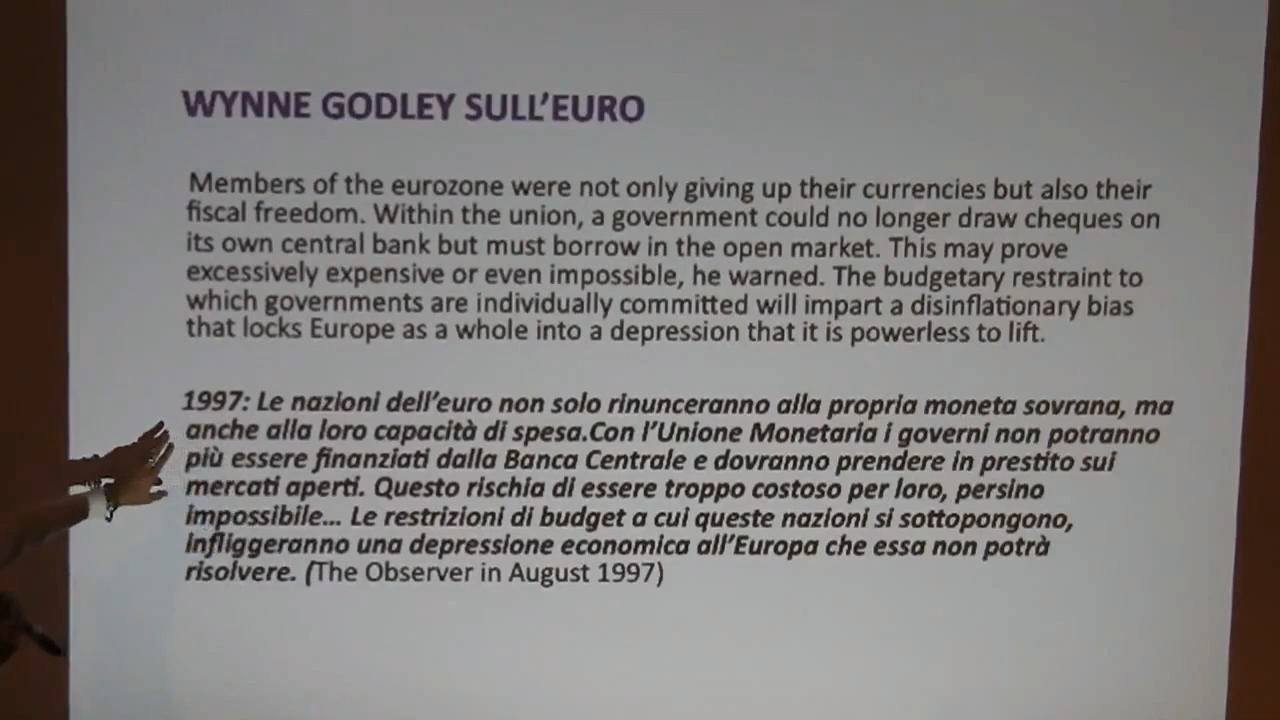 WYNNE GODLEY SULL'EURO
Members of the eurozone were not only giving up their currencies but also their
fiscal freedom. Within the union, a government could no longer draw cheques on
its own central bank but must borrow in the open market. This may prove
excessively expensive or even impossible, he warned. The budgetary restraint to
which governments are individually committed will impart a disinflationary bias
that locks Europe as a whole into a depression that it is powerless to lift.
1997: Le nazioni dell'euro non solo rinunceranno alla propria moneta sovrana, ma
anche alla loro capacità di spesa.Con l'Unione Monetaria i governi non potranno
più essere finanziati dalla Banca Centrale e dovranno prendere in prestito sui
mercati aperti. Questo rischia di essere troppo costoso per loro, persino
impossibile... Le restrizioni di budget a cui queste nazioni si sottopongono,
infliggeranno una depressione economica all'Europa che essa non potrà
risolvere. (The Observer in August 1997)